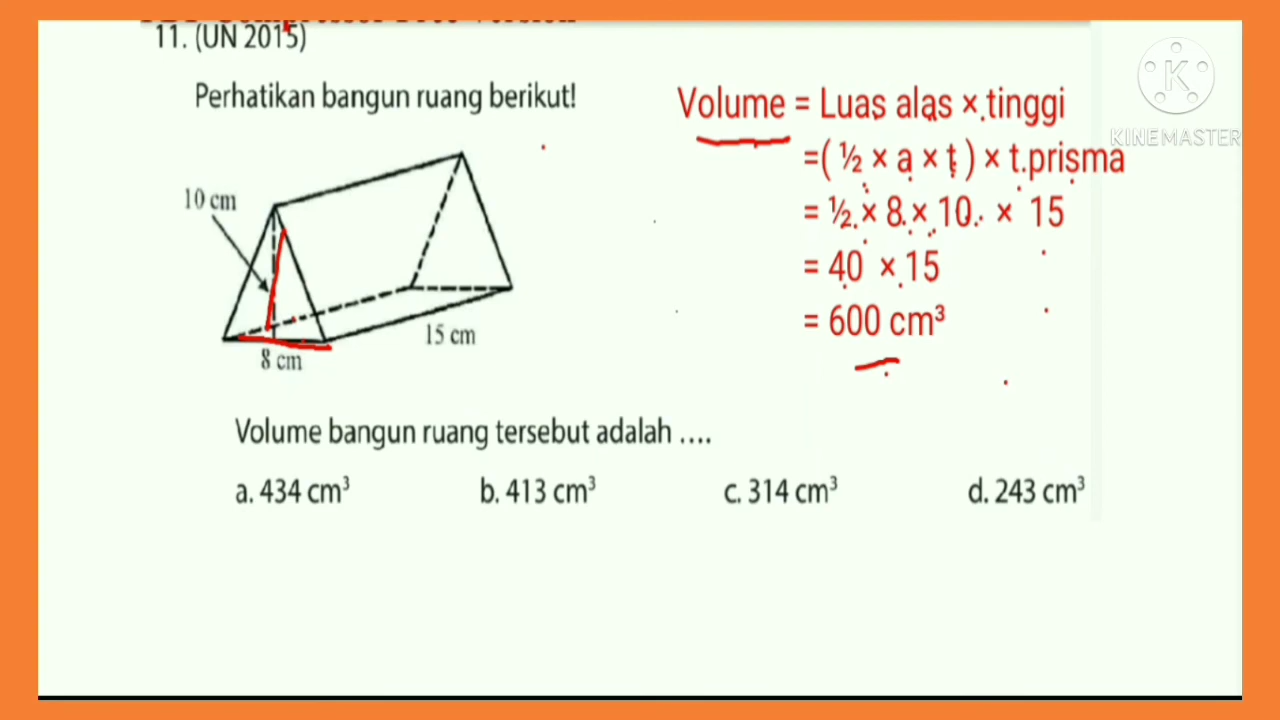 11. (UN 2015)
Perhatikan bangun ruang berikut!
10 cm
8 cm
15 cm
Volume = Luas alas × tinggi
=( ½ × a × t ) × t.prisma
= ½ × 8 × 10 × 15
= 40 × 15
= 600 cm³
K
KINEMASTER
Volume bangun ruang tersebut adalah ....
a. 434 cm³ b. 413 cm³ c. 314 cm³ d. 243 cm³